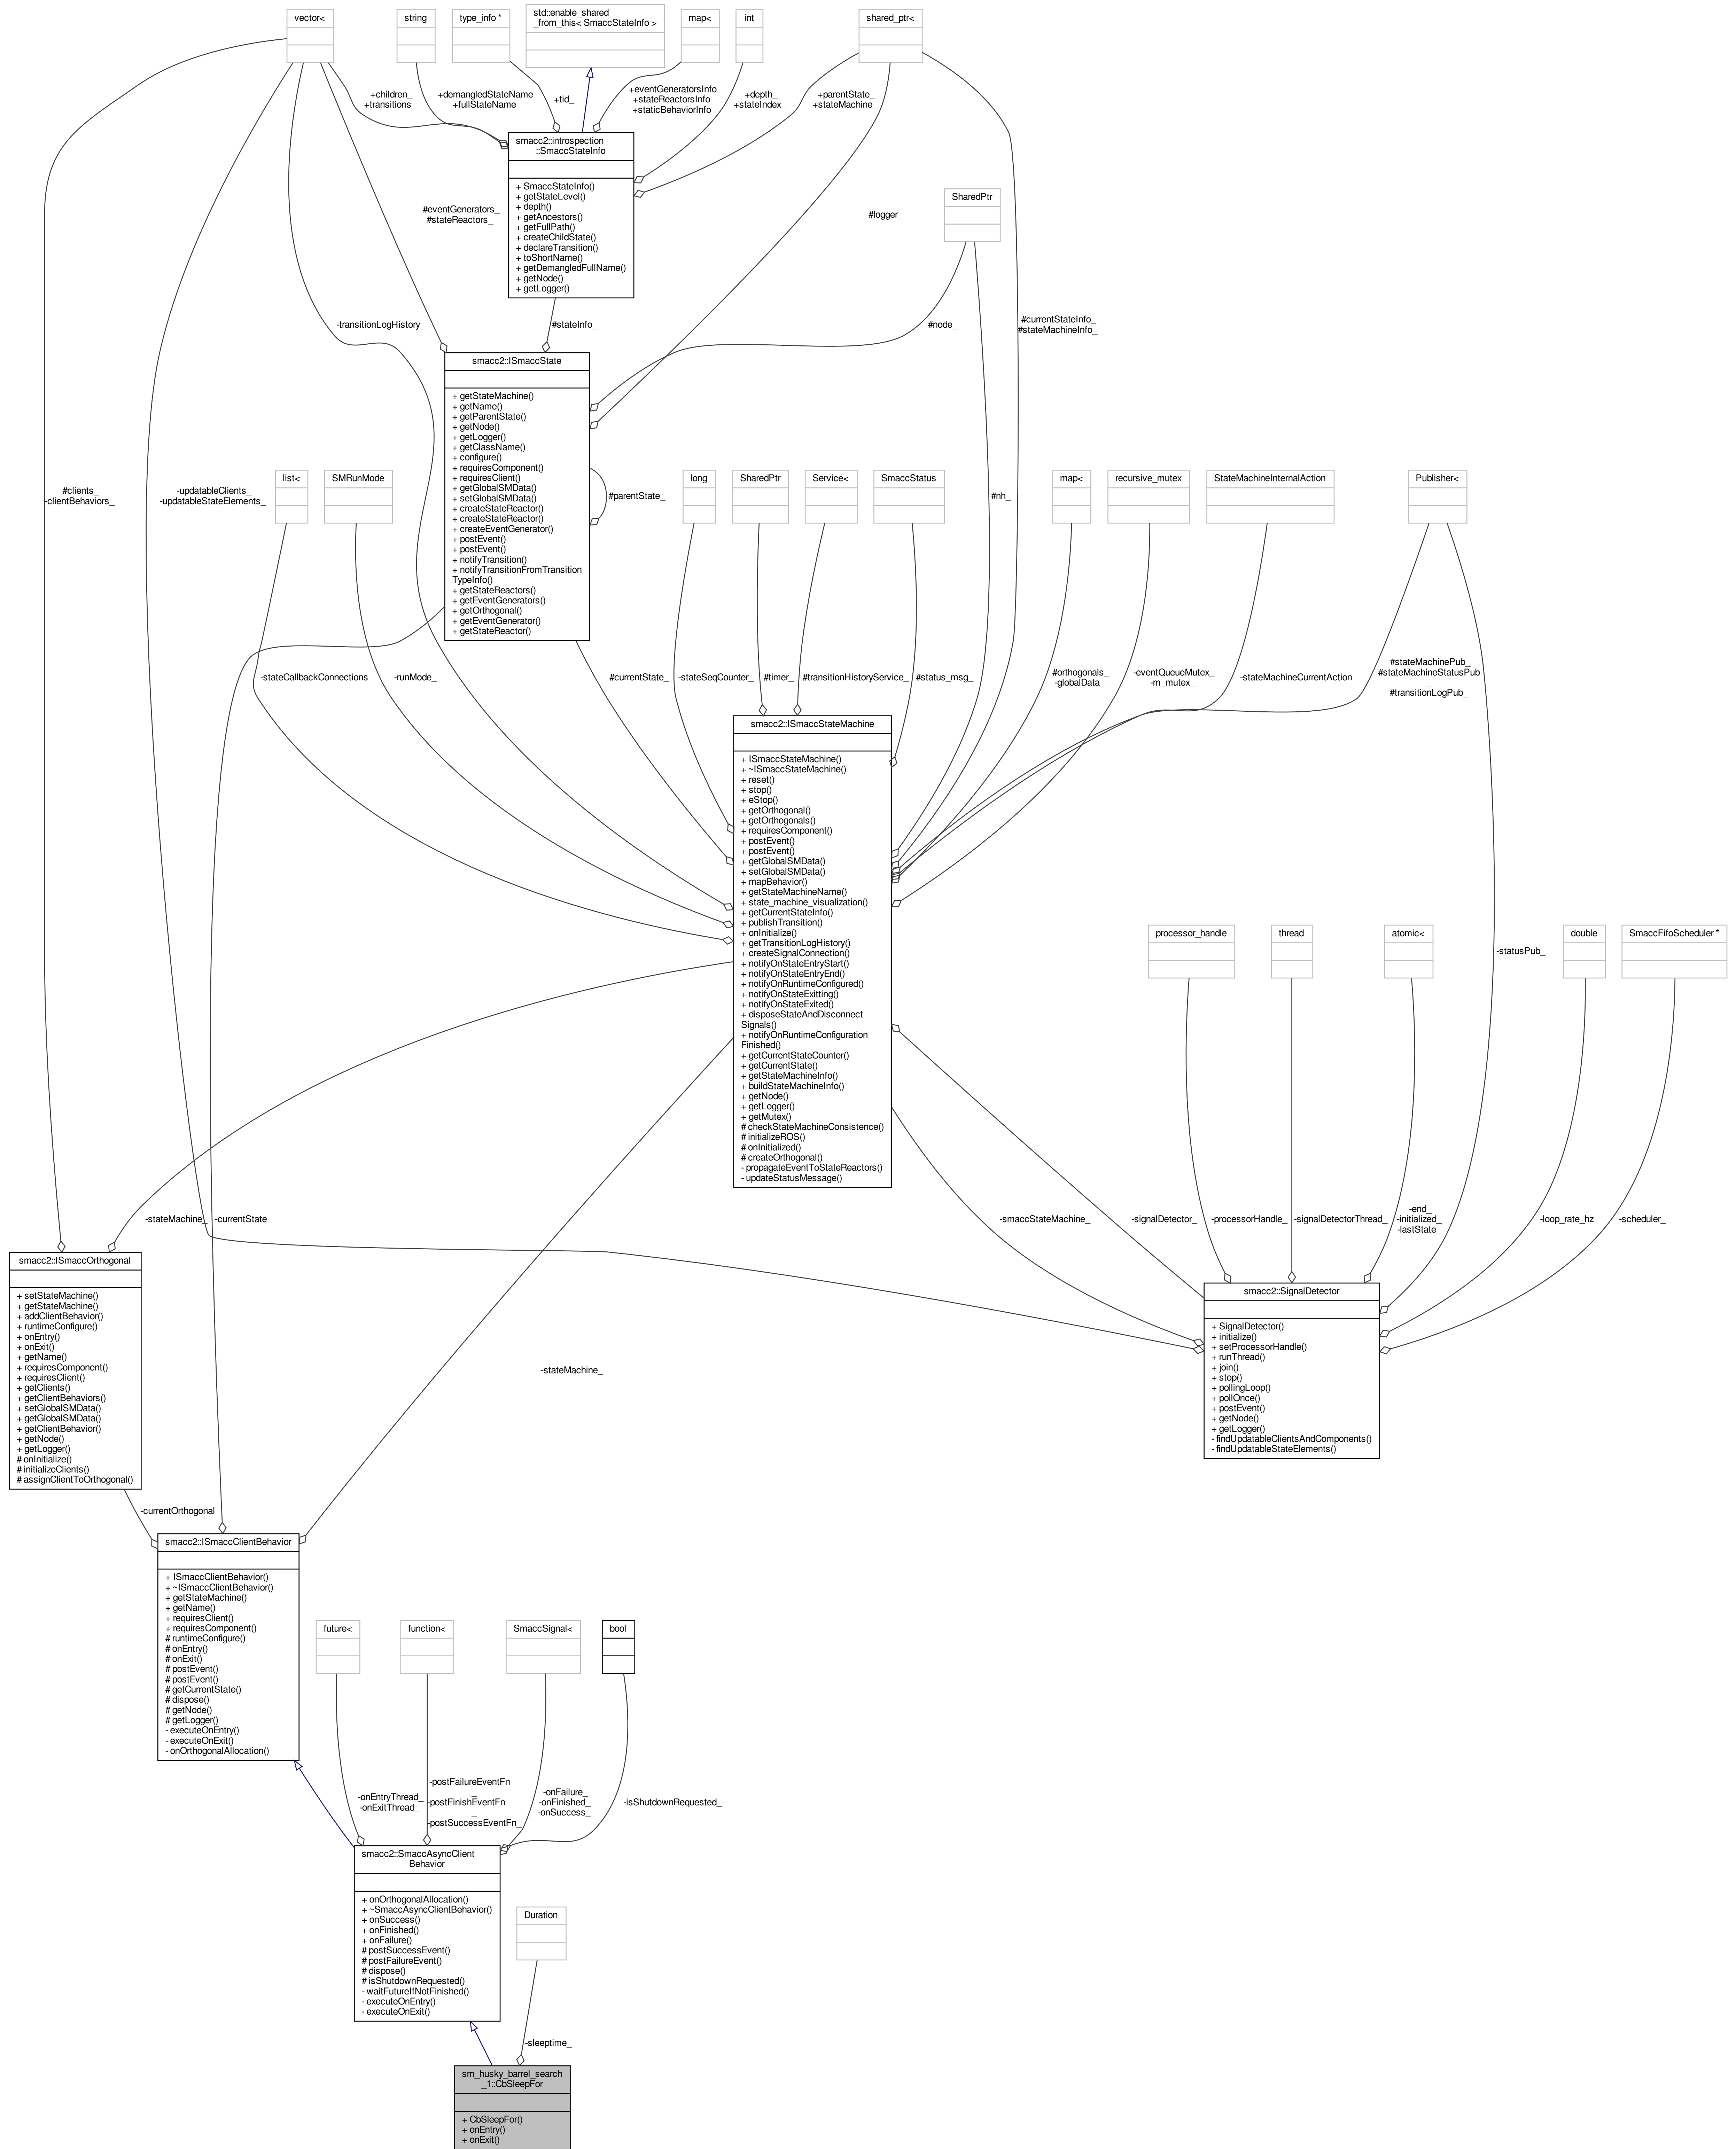 vector<
string
type_info *
std::enable_shared
_from_this< SmaccStateInfo >
map<
int
shared_ptr<
+children_
+transitions_
+demangledStateName
+fullStateName
+tid_
+eventGeneratorsInfo
+stateReactorsInfo
+staticBehaviorInfo
+depth_
+stateIndex_
+parentState_
+stateMachine_
smacc2::introspection
::SmaccStateInfo
+ SmaccStateInfo()
+ getStateLevel()
+ depth()
+ getAncestors()
+ getFullPath()
+ createChildState()
+ declareTransition()
+ toShortName()
+ getDemangledFullName()
+ getNode()
+ getLogger()
#eventGenerators_
#stateReactors_
#logger_
SharedPtr
-transitionLogHistory_
#stateInfo_
#node_
#currentStateInfo_
#stateMachineInfo_
smacc2::ISmaccState
+ getStateMachine()
+ getName()
+ getParentState()
+ getNode()
+ getLogger()
+ getClassName()
+ configure()
+ requiresComponent()
+ requiresClient()
+ getGlobalSMData()
+ setGlobalSMData()
+ createStateReactor()
+ createStateReactor()
+ createEventGenerator()
+ postEvent()
+ postEvent()
+ notifyTransition()
+ notifyTransitionFromTransition
TypeInfo()
+ getStateReactors()
+ getEventGenerators()
+ getOrthogonal()
+ getEventGenerator()
+ getStateReactor()
#parentState_
#clients_
-clientBehaviors_
-updatableClients_
-updatableStateElements_
list<
SMRunMode
long
SharedPtr
Service<
SmaccStatus
#nh_
map<
recursive_mutex
StateMachineInternalAction
Publisher<
-stateCallbackConnections
-runMode_
#currentState_
-stateSeqCounter_
#timer_
#transitionHistoryService_
#status_msg_
#orthogonals_
-globalData_
-eventQueueMutex_
-m_mutex_
-stateMachineCurrentAction
#stateMachinePub_
#stateMachineStatusPub
_
#transitionLogPub_
smacc2::ISmaccStateMachine
+ ISmaccStateMachine()
+ ~ISmaccStateMachine()
+ reset()
+ stop()
+ eStop()
+ getOrthogonal()
+ getOrthogonals()
+ requiresComponent()
+ postEvent()
+ postEvent()
+ getGlobalSMData()
+ setGlobalSMData()
+ mapBehavior()
+ getStateMachineName()
+ state_machine_visualization()
+ getCurrentStateInfo()
+ publishTransition()
+ onInitialize()
+ getTransitionLogHistory()
+ createSignalConnection()
+ notifyOnStateEntryStart()
+ notifyOnStateEntryEnd()
+ notifyOnRuntimeConfigured()
+ notifyOnStateExitting()
+ notifyOnStateExited()
+ disposeStateAndDisconnect
Signals()
+ notifyOnRuntimeConfiguration
Finished()
+ getCurrentStateCounter()
+ getCurrentState()
+ getStateMachineInfo()
+ buildStateMachineInfo()
+ getNode()
+ getLogger()
+ getMutex()
# checkStateMachineConsistence()
# initializeROS()
# onInitialized()
# createOrthogonal()
- propagateEventToStateReactors()
- updateStatusMessage()
processor_handle
thread
atomic<
-statusPub_
double
SmaccFifoScheduler *
-stateMachine_
-currentState
-smaccStateMachine_
-signalDetector_
-processorHandle_
-signalDetectorThread_
-end_
-initialized_
-lastState_
-loop_rate_hz
-scheduler_
smacc2::ISmaccOrthogonal
+ setStateMachine()
+ getStateMachine()
+ addClientBehavior()
+ runtimeConfigure()
+ onEntry()
+ onExit()
+ getName()
+ requiresComponent()
+ requiresClient()
+ getClients()
+ getClientBehaviors()
+ setGlobalSMData()
+ getGlobalSMData()
+ getClientBehavior()
+ getNode()
+ getLogger()
# onInitialize()
# initializeClients()
# assignClientToOrthogonal()
-stateMachine_
smacc2::SignalDetector
+ SignalDetector()
+ initialize()
+ setProcessorHandle()
+ runThread()
+ join()
+ stop()
+ pollingLoop()
+ pollOnce()
+ postEvent()
+ getNode()
+ getLogger()
- findUpdatableClientsAndComponents()
- findUpdatableStateElements()
-currentOrthogonal
smacc2::ISmaccClientBehavior
+ ISmaccClientBehavior()
+ ~ISmaccClientBehavior()
+ getStateMachine()
+ getName()
+ requiresClient()
+ requiresComponent()
# runtimeConfigure()
# onEntry()
# onExit()
# postEvent()
# postEvent()
# getCurrentState()
# dispose()
# getNode()
# getLogger()
- executeOnEntry()
- executeOnExit()
- onOrthogonalAllocation()
future<
function<
SmaccSignal<
bool
-onEntryThread_
-onExitThread_
-postFailureEventFn
_
-postFinishEventFn
_
-postSuccessEventFn_
-onFailure_
-onFinished_
-onSuccess_
-isShutdownRequested_
smacc2::SmaccAsyncClient
Behavior
+ onOrthogonalAllocation()
+ ~SmaccAsyncClientBehavior()
+ onSuccess()
+ onFinished()
+ onFailure()
# postSuccessEvent()
# postFailureEvent()
# dispose()
# isShutdownRequested()
- waitFutureIfNotFinished()
- executeOnEntry()
- executeOnExit()
Duration
-sleeptime_
sm_husky_barrel_search
_1::CbSleepFor
+ CbSleepFor()
+ onEntry()
+ onExit()